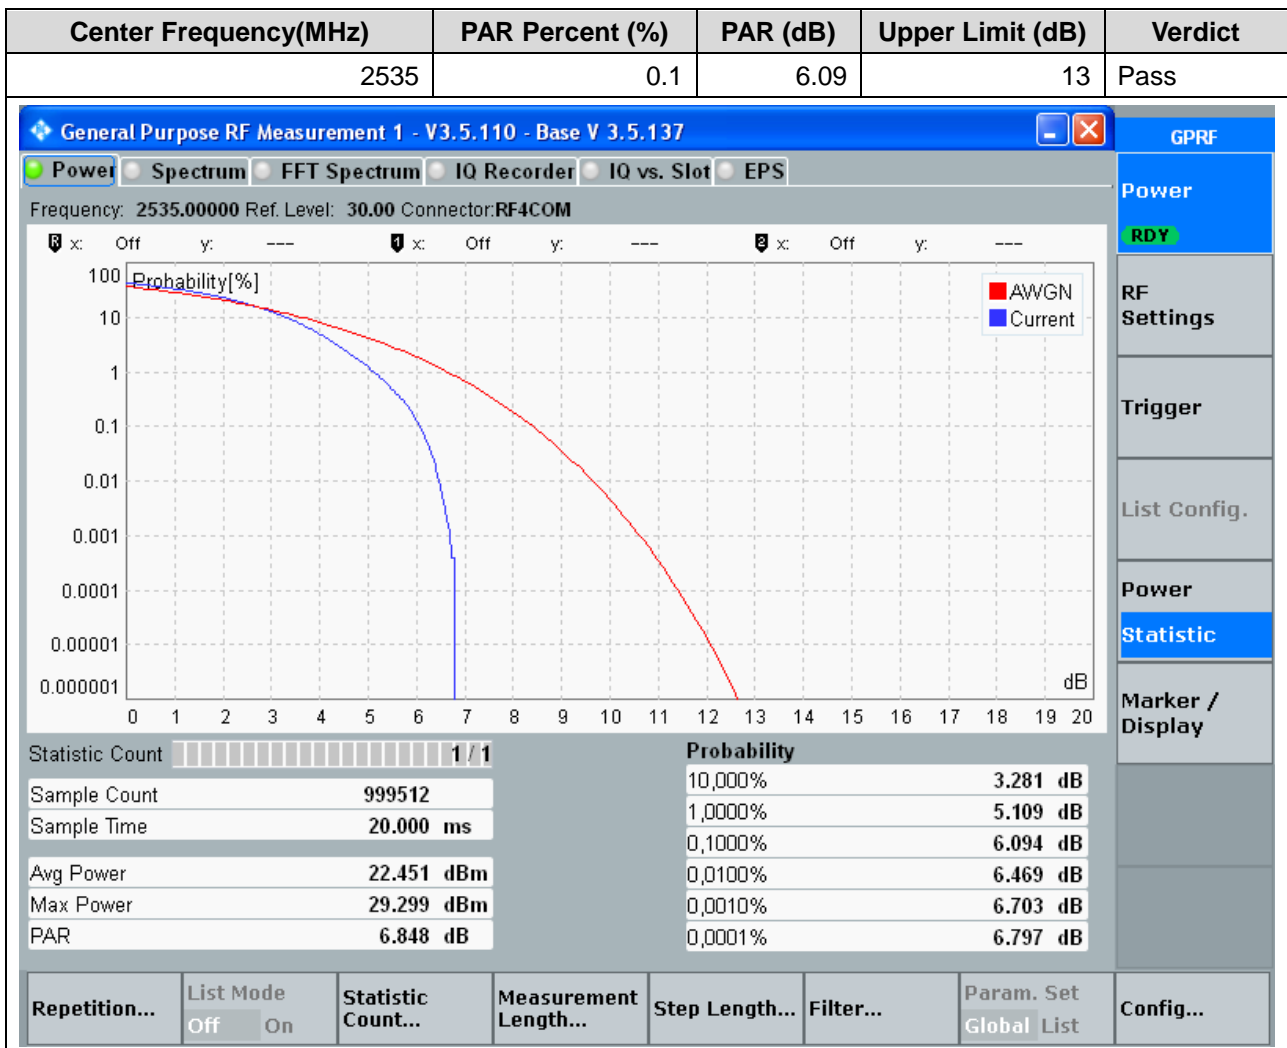 Center Frequency(MHz) PAR Percent (%) PAR (dB) Upper Limit (dB) Verdict
2535 0.1 6.09 13 Pass
General Purpose RF Measurement 1 - V3.5.110 - Base V 3.5.137
GPRF
Power Spectrum FFT Spectrum IQ Recorder IQ vs. Slot EPS
Frequency: 2535.00000 Ref. Level: 30.00 Connector:RF4COM
R x: Off y: --- 1 x: Off y: --- 2 x: Off y: ---
Probability[%]
100
10
1
0.1
0.01
0.001
0.0001
0.00001
0.000001
AWGN
Current
dB
0 1 2 3 4 5 6 7 8 9 10 11 12 13 14 15 16 17 18 19 20
Statistic Count 1 / 1
Sample Count 999512
Sample Time 20.000 ms
Avg Power 22.451 dBm
Max Power 29.299 dBm
PAR 6.848 dB
Probability
10,000% 3.281 dB
1,0000% 5.109 dB
0,1000% 6.094 dB
0,0100% 6.469 dB
0,0010% 6.703 dB
0,0001% 6.797 dB
Power
RDY
RF
Settings
Trigger
List Config.
Power
Statistic
Marker /
Display
Repetition...
List Mode
Off On
Statistic
Count...
Measurement
Length...
Step Length...
Filter...
Param. Set
Global List
Config...